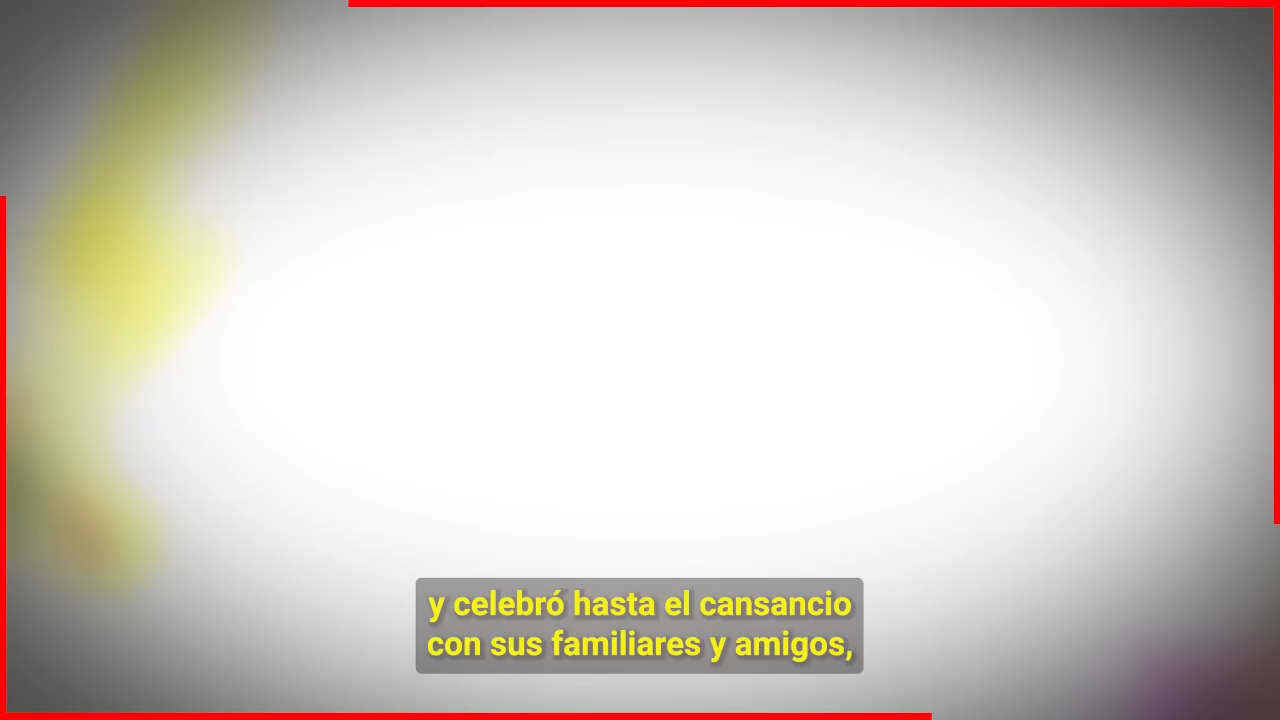 y celebró hasta el cansancio
con sus familiares y amigos,